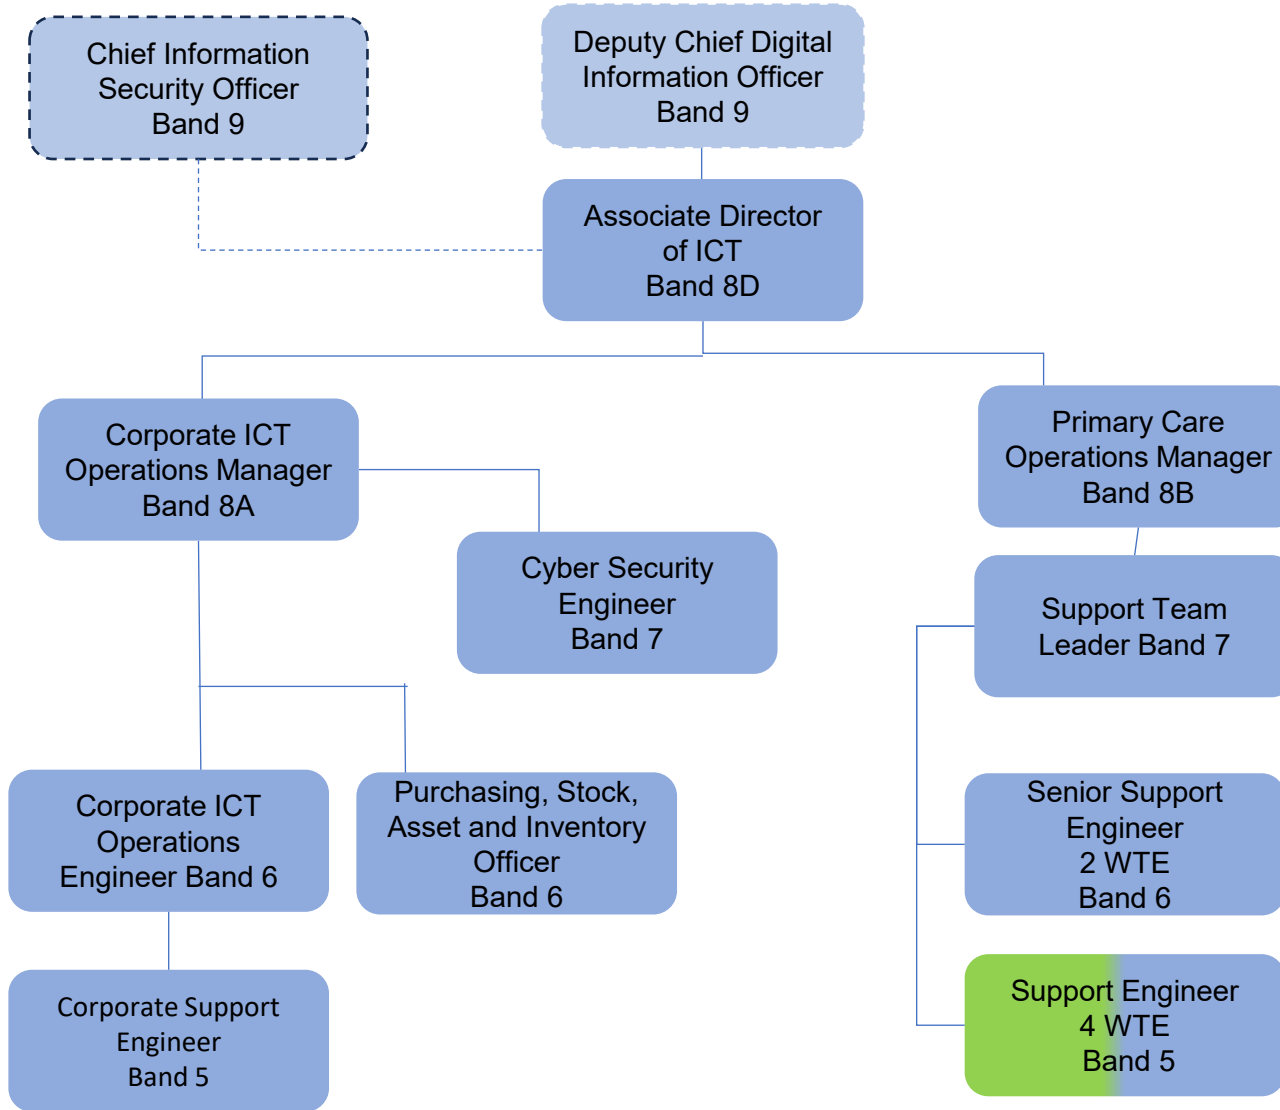 Chief Information
Security Officer
Band 9
Deputy Chief Digital
Information Officer
Band 9
Associate Director
of ICT
Band 8D
Corporate ICT
Operations Manager
Band 8A
Primary Care
Operations Manager
Band 8B
Cyber Security
Engineer
Band 7
Support Team
Leader Band 7
Corporate ICT
Operations
Engineer Band 6
Purchasing, Stock,
Asset and Inventory
Officer
Band 6
Senior Support
Engineer
2 WTE
Band 6
Corporate Support
Engineer
Band 5
Support Engineer
4 WTE
Band 5